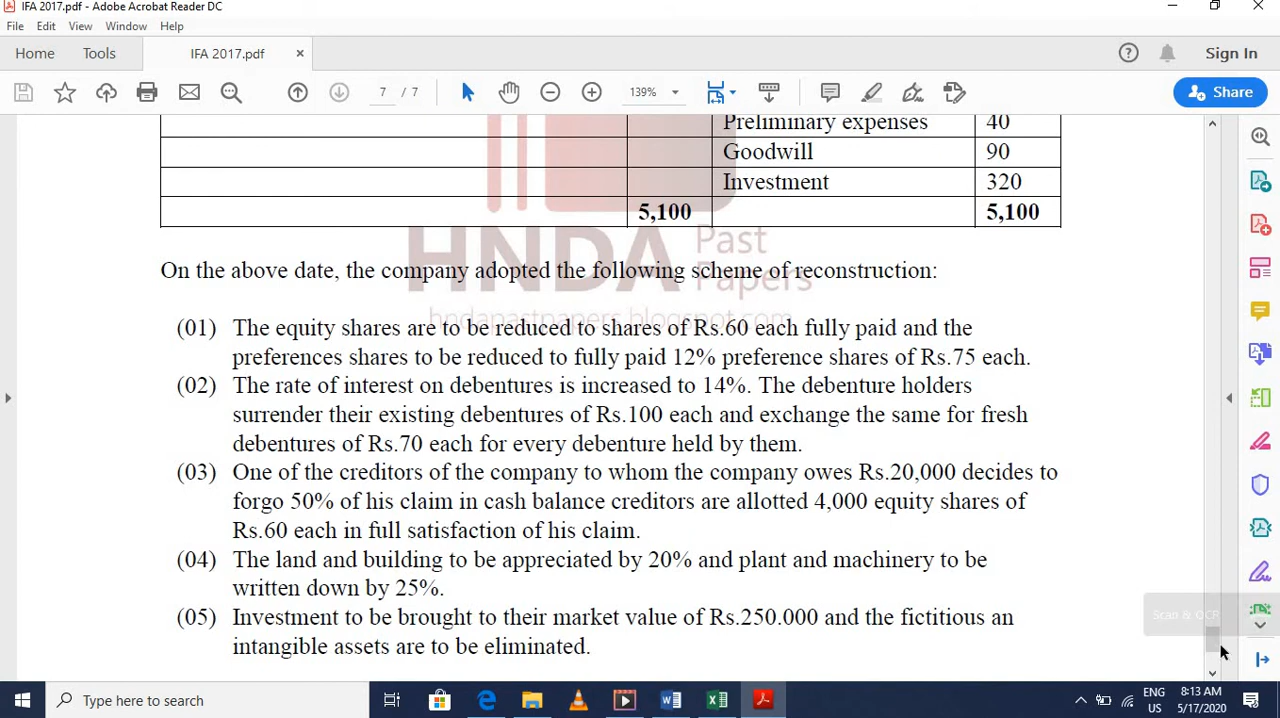 IFA 2017.pdf - Adobe Acrobat Reader DC
File Edit View Window Help
Home Tools IFA 2017.pdf × Sign In
7 / 7 139% Share
Preliminary expenses 40
Goodwill 90
Investment 320
5,100 5,100
HNDA Past Papers
hndapastpapers.blogspot.com
On the above date, the company adopted the following scheme of reconstruction:
(01) The equity shares are to be reduced to shares of Rs.60 each fully paid and the
preferences shares to be reduced to fully paid 12% preference shares of Rs.75 each.
(02) The rate of interest on debentures is increased to 14%. The debenture holders
surrender their existing debentures of Rs.100 each and exchange the same for fresh
debentures of Rs.70 each for every debenture held by them.
(03) One of the creditors of the company to whom the company owes Rs.20,000 decides to
forgo 50% of his claim in cash balance creditors are allotted 4,000 equity shares of
Rs.60 each in full satisfaction of his claim.
(04) The land and building to be appreciated by 20% and plant and machinery to be
written down by 25%.
(05) Investment to be brought to their market value of Rs.250.000 and the fictitious an
intangible assets are to be eliminated.
Scan & OCR
Type here to search
ENG
US
8:13 AM
5/17/2020